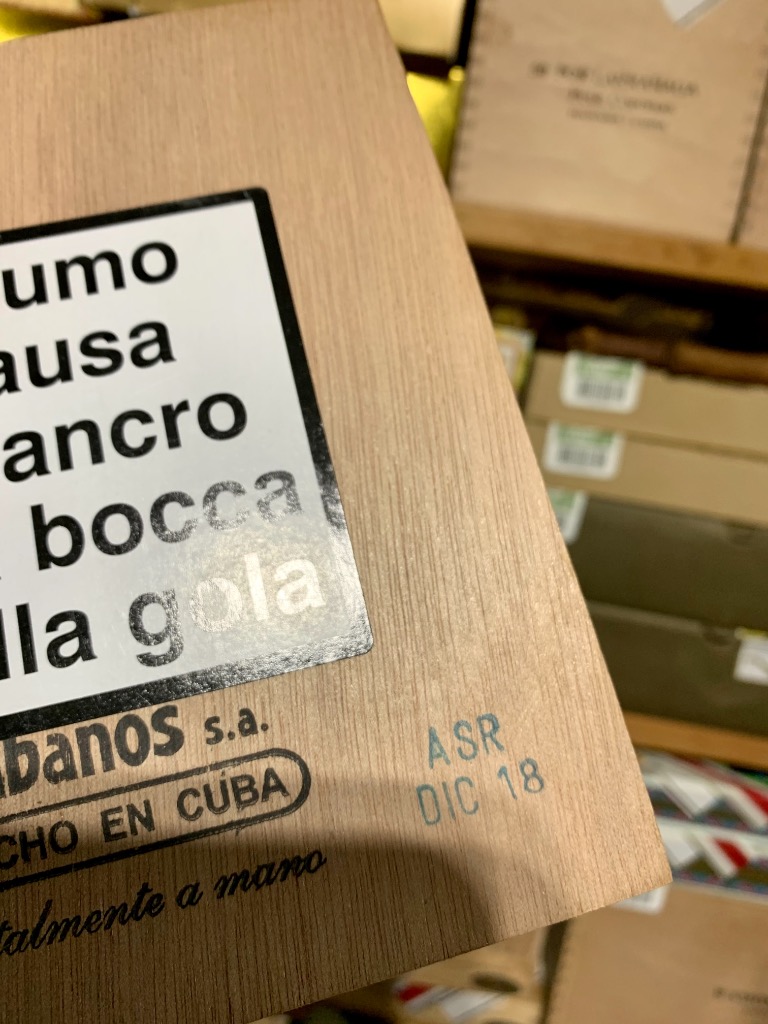 umo
ausa
ancro
bocca
lla gola
abanos s.a.
CHO EN CUBA
talmente a mano
ASR
DIC 18